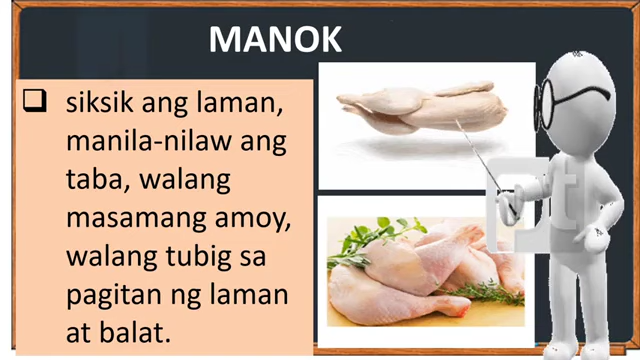 MANOK
siksik ang laman,
manila-nilaw ang
taba, walang
masamang amoy,
walang tubig sa
pagitan ng laman
at balat.